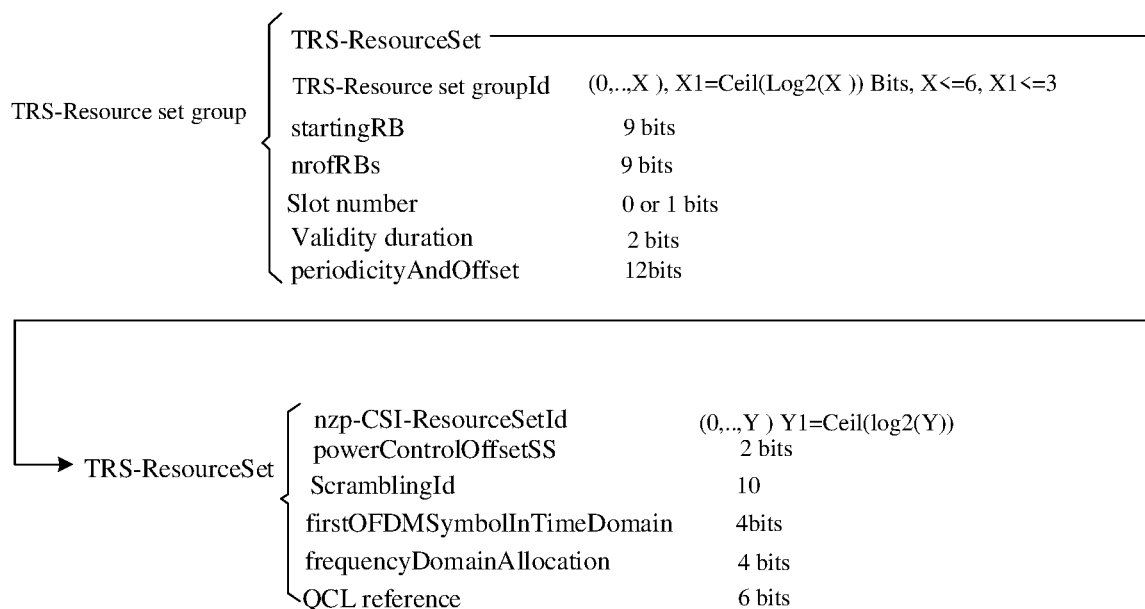 TRS-ResourceSet
TRS-Resource set groupId (0,..,X ), X1=Ceil(Log2(X )) Bits, X<=6, X1<=3
TRS-Resource set group
startingRB 9 bits
nrofRBs 9 bits
Slot number 0 or 1 bits
Validity duration 2 bits
periodicityAndOffset 12bits
nzp-CSI-ResourceSetId (0,..,Y ) Y1=Ceil(log2(Y))
powerControlOffsetSS 2 bits
TRS-ResourceSet
ScramblingId 10
firstOFDMSymbolInTimeDomain 4bits
frequencyDomainAllocation 4 bits
QCL reference 6 bits